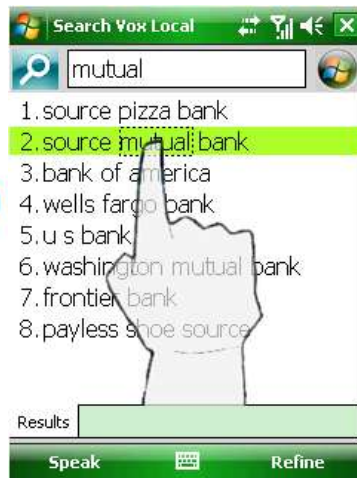 Search Vox Local
mutual
1. source pizza bank
2. source mutual bank
3. bank of america
4. wells fargo bank
5. u s bank
6. washington mutual bank
7. frontier bank
8. payless shoe source
Results
Speak Refine